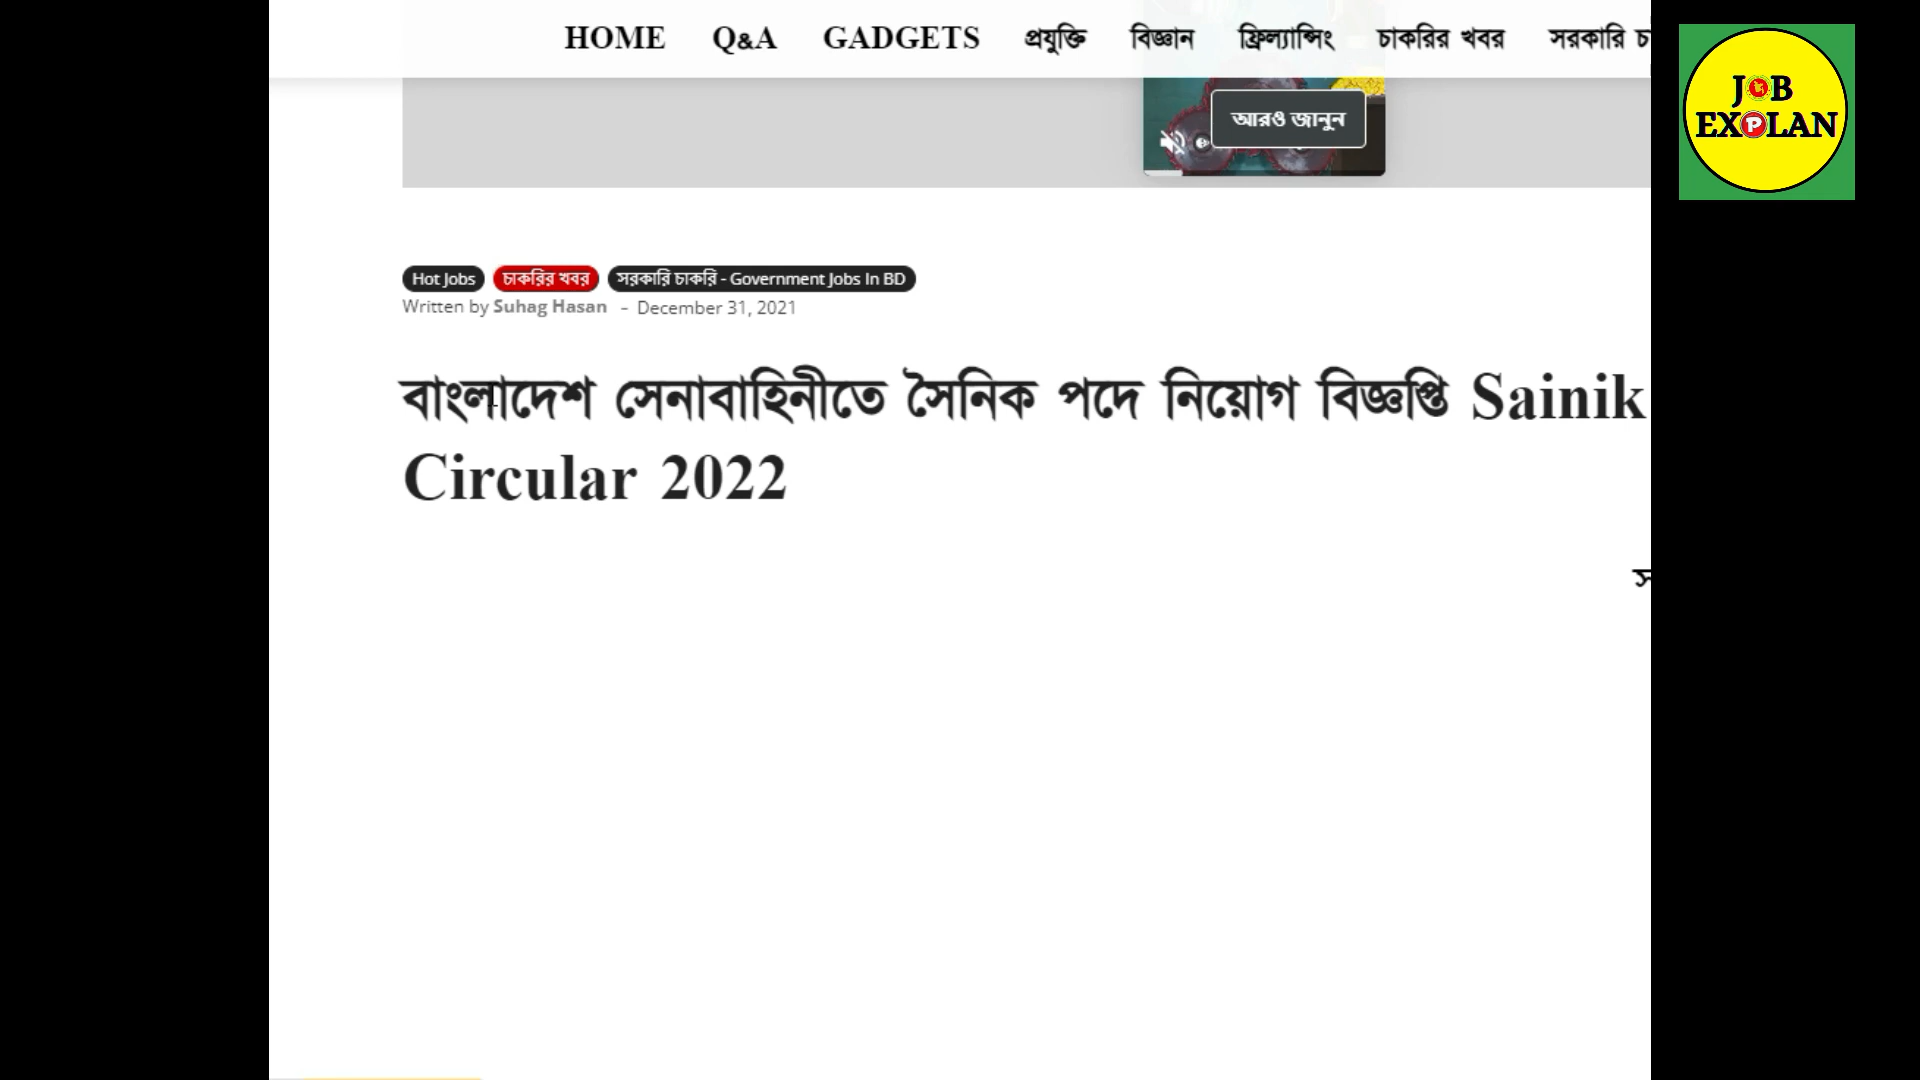 HOME Q&A GADGETS প্রযুক্তি বিজ্ঞান ফ্রিল্যান্সিং চাকরির খবর সরকারি
JOB
EXPLAN
আরও জানুন
Hot Jobs চাকরির খবর সরকারি চাকরি - Government Jobs In BD
Written by Suhag Hasan - December 31, 2021
বাংলাদেশ সেনাবাহিনীতে সৈনিক পদে নিয়োগ বিজ্ঞপ্তি Sainik
Circular 2022